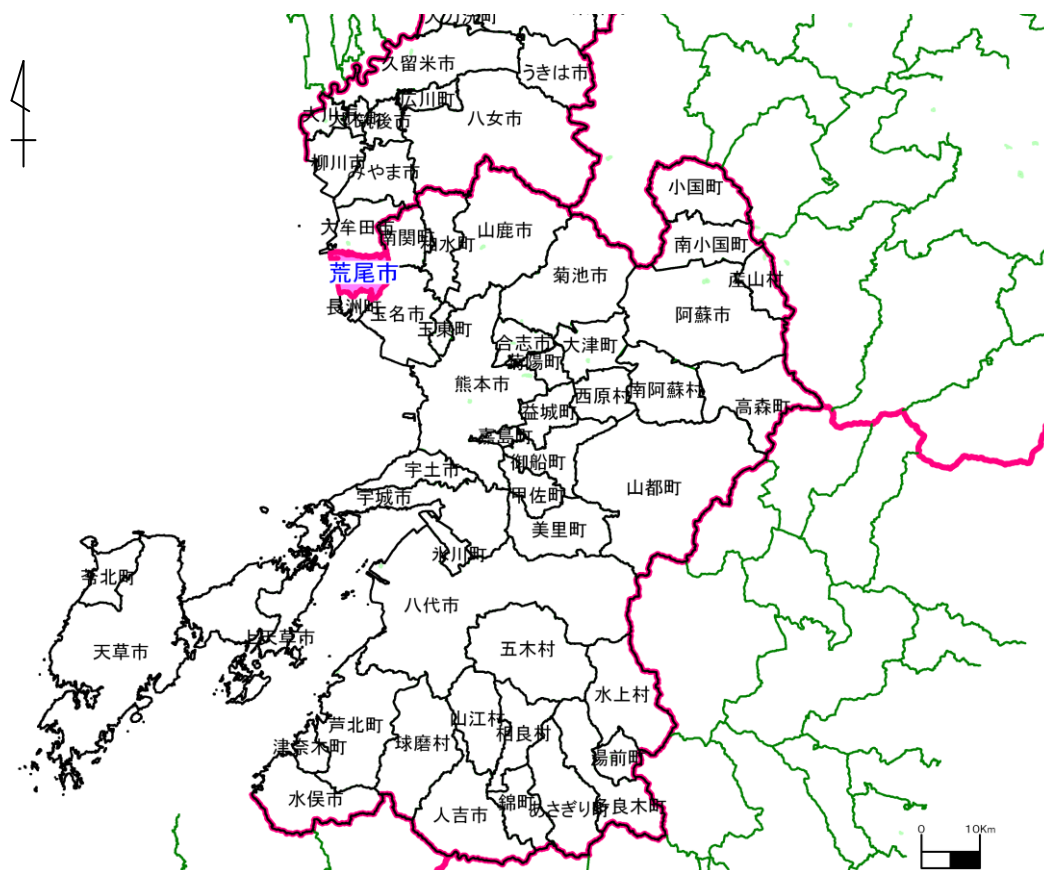 久留米市
うきは市
広川町
八女市
筑後市
柳川市
みやま市
小国町
大牟田市
南関町
和水町
山鹿市
南小国町
荒尾市
菊池市
産山村
長洲町
玉名市
玉東町
阿蘇市
合志市
大津町
菊陽町
熊本市
西原村
南阿蘇村
益城町
高森町
嘉島町
御船町
宇土市
宇城市
甲佐町
山都町
美里町
氷川町
苓北町
八代市
上天草市
天草市
五木村
水上村
山江村
芦北町
相良村
津奈木町
球磨村
湯前町
水俣市
人吉市
錦町
あさぎり町
多良木町
0 10Km